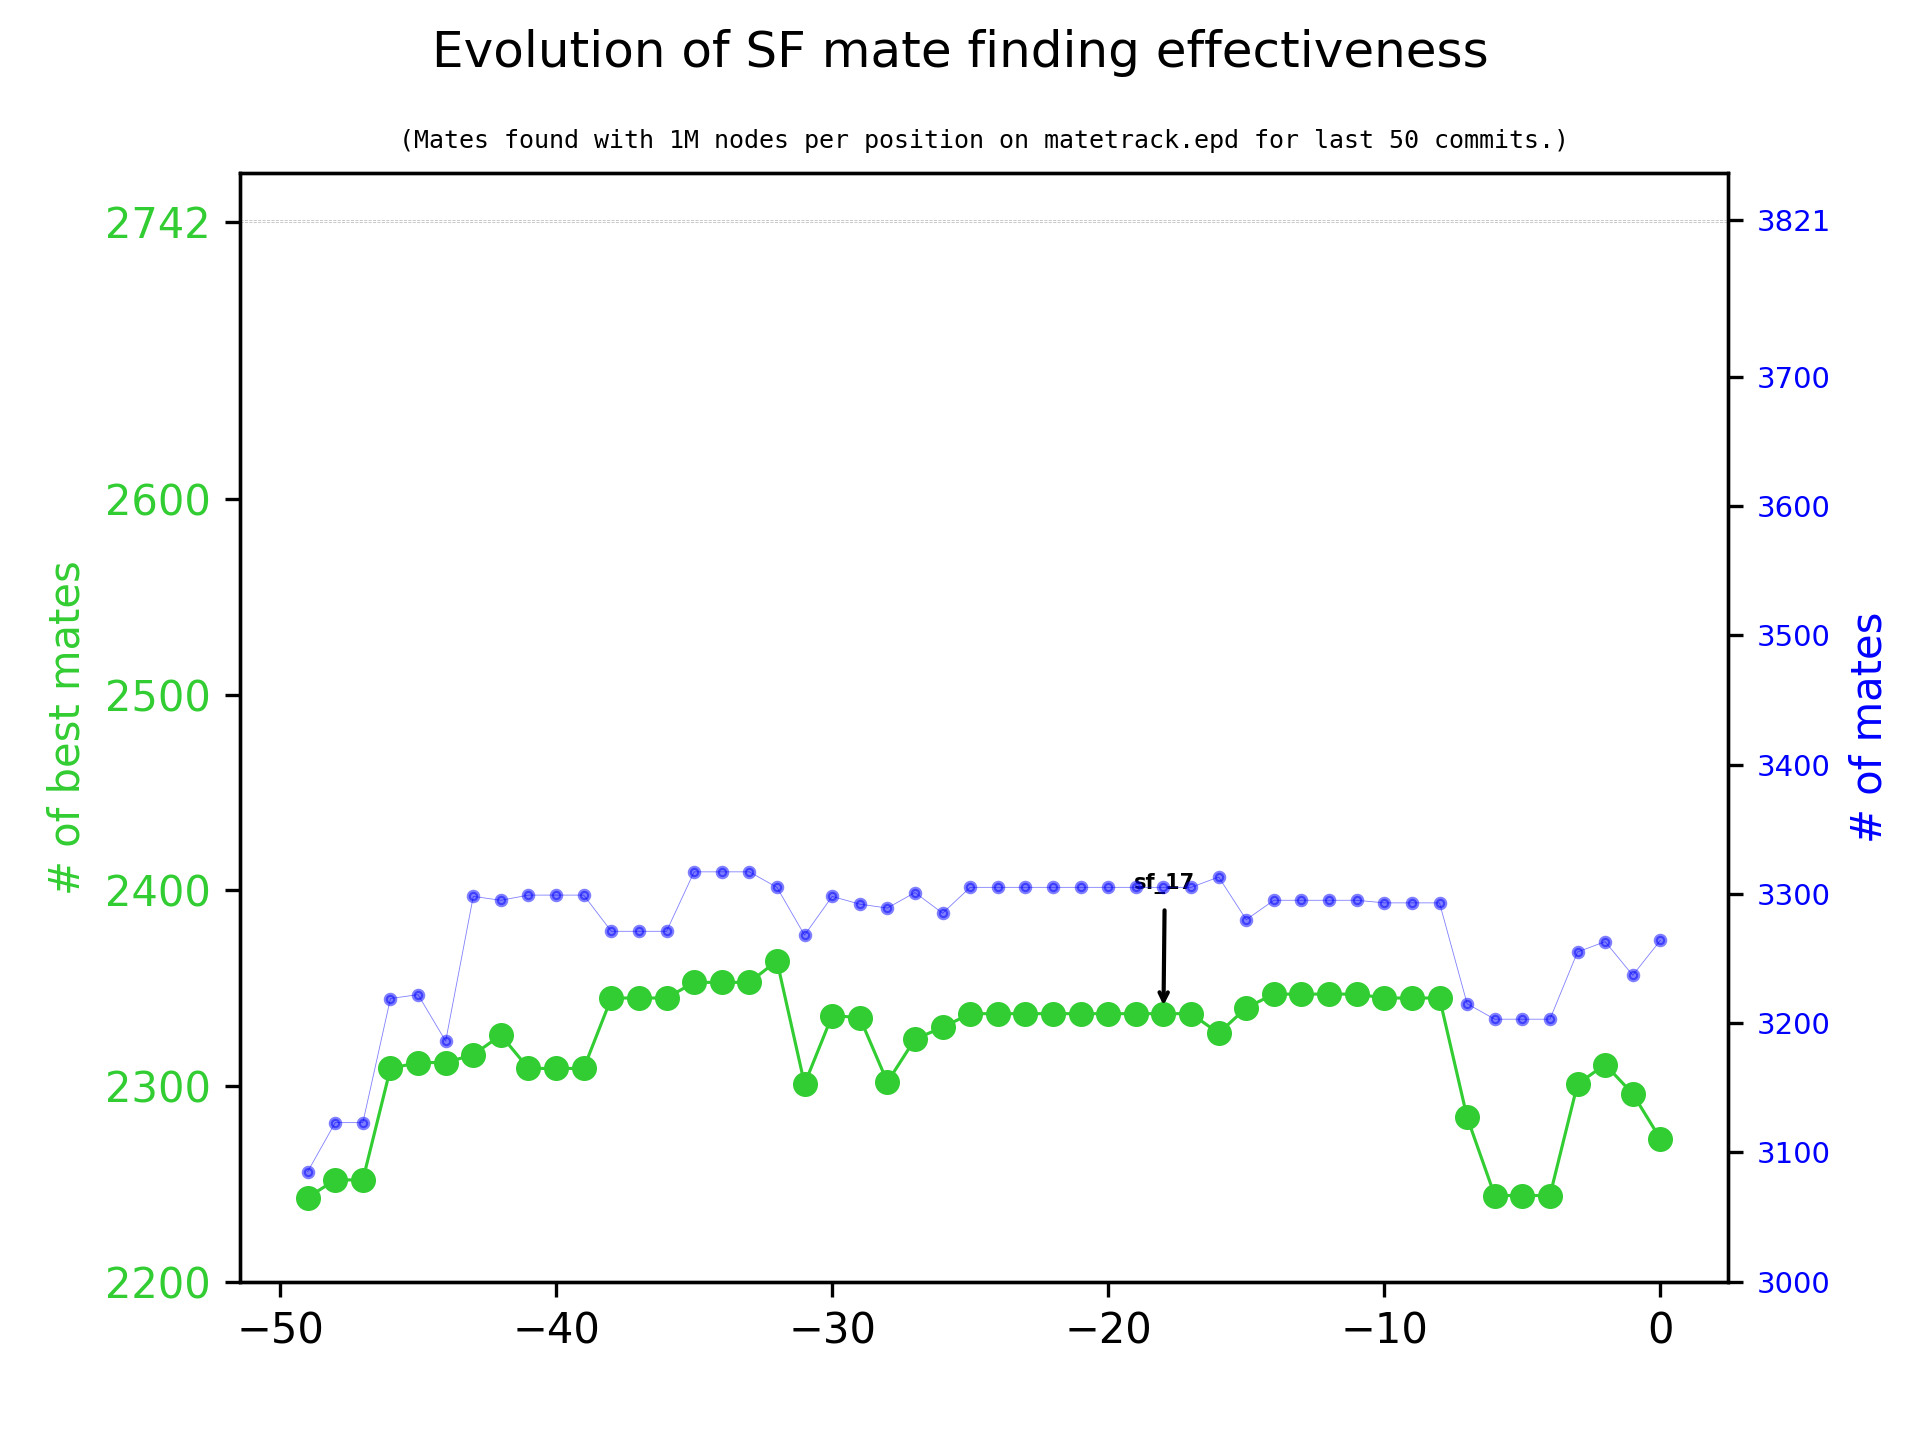 Evolution of SF mate finding effectiveness
(Mates found with 1M nodes per position on matetrack.epd for last 50 commits.)
2742
2600
2500
2400
2300
2200
# of best mates
3821
3700
3600
3500
3400
3300
3200
3100
3000
# of mates
sf_17
−50 −40 −30 −20 −10 0